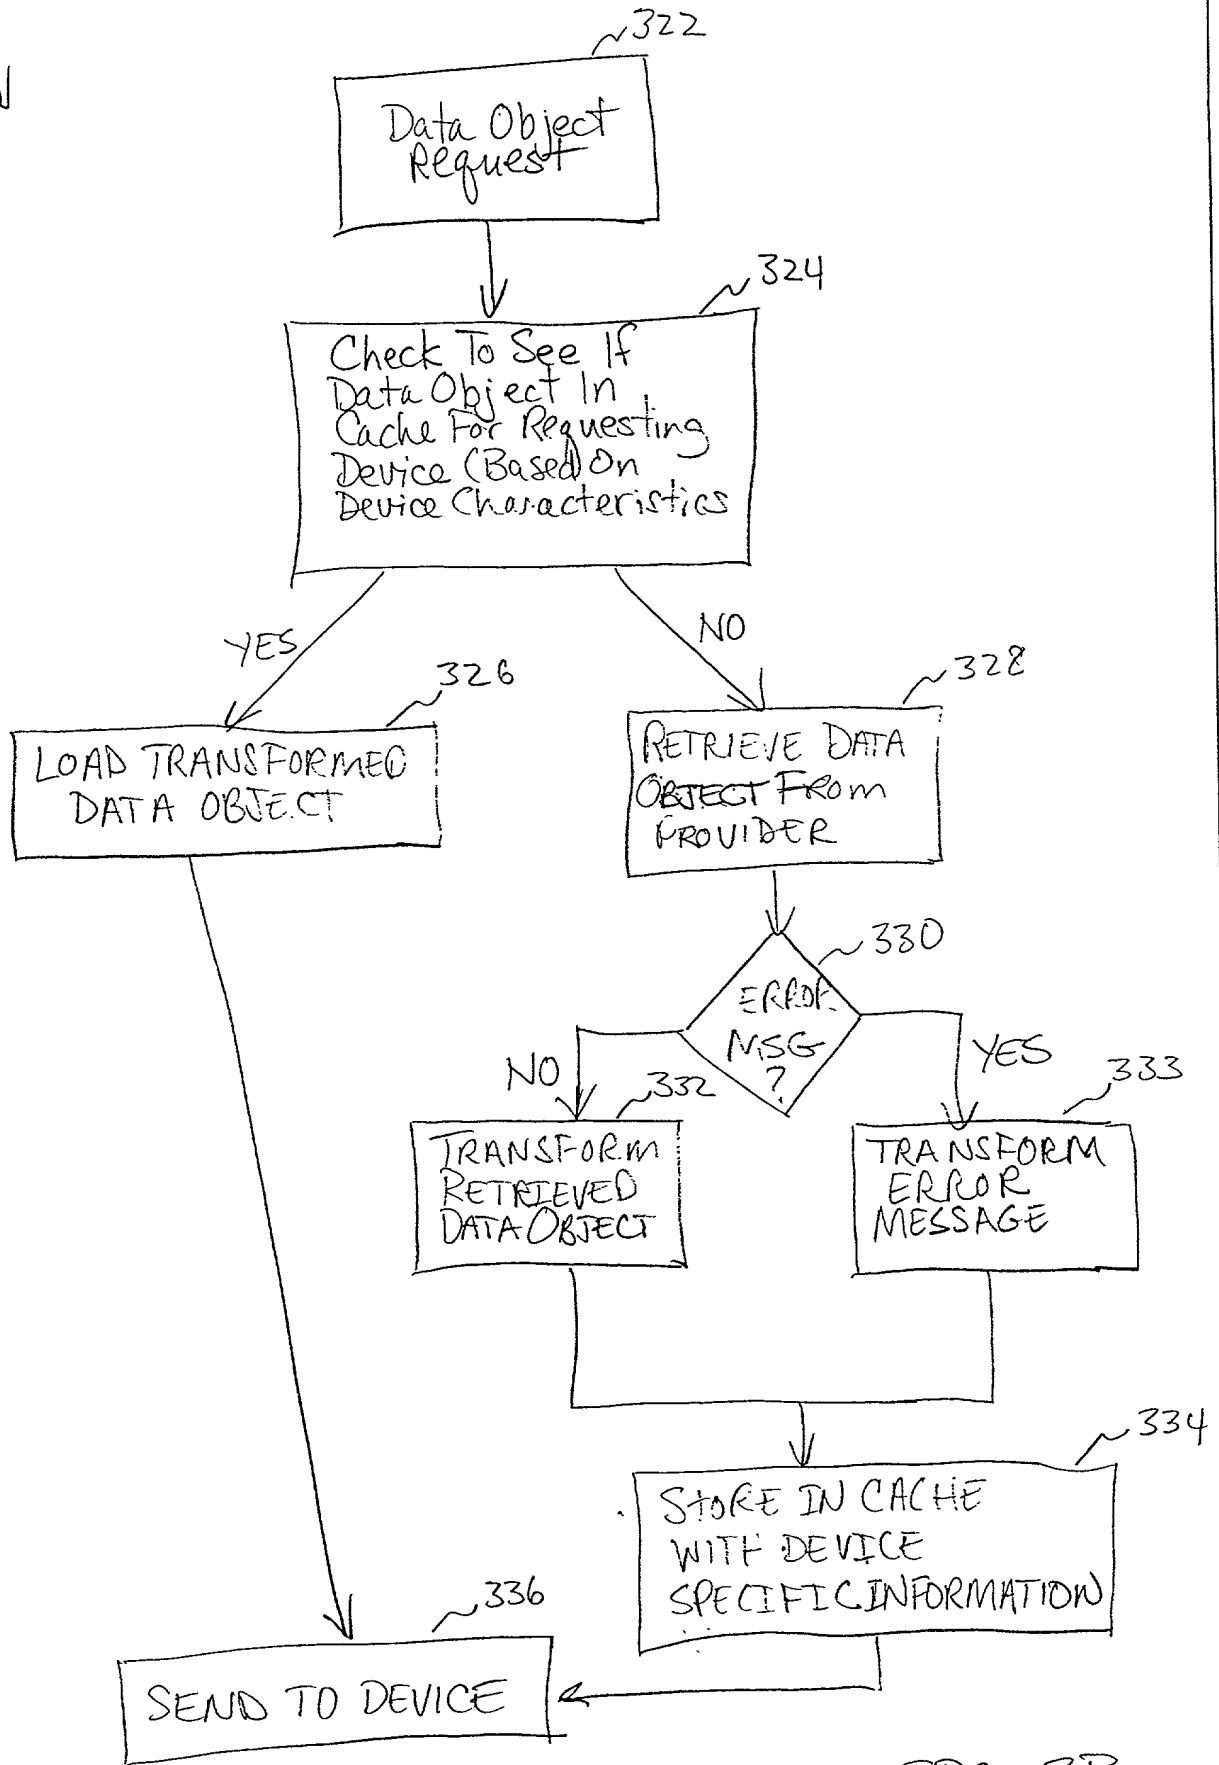 322
Data Object
Request
324
Check To See If
Data Object In
Cache For Requesting
Device (Based On
Device Characteristics
YES
NO
326
328
LOAD TRANSFORMED
DATA OBJECT
RETRIEVE DATA
OBJECT FROM
PROVIDER
330
ERROR
MSG
?
NO
YES
332
333
TRANSFORM
RETRIEVED
DATA OBJECT
TRANSFORM
ERROR
MESSAGE
334
STORE IN CACHE
WITH DEVICE
SPECIFIC INFORMATION
336
SEND TO DEVICE